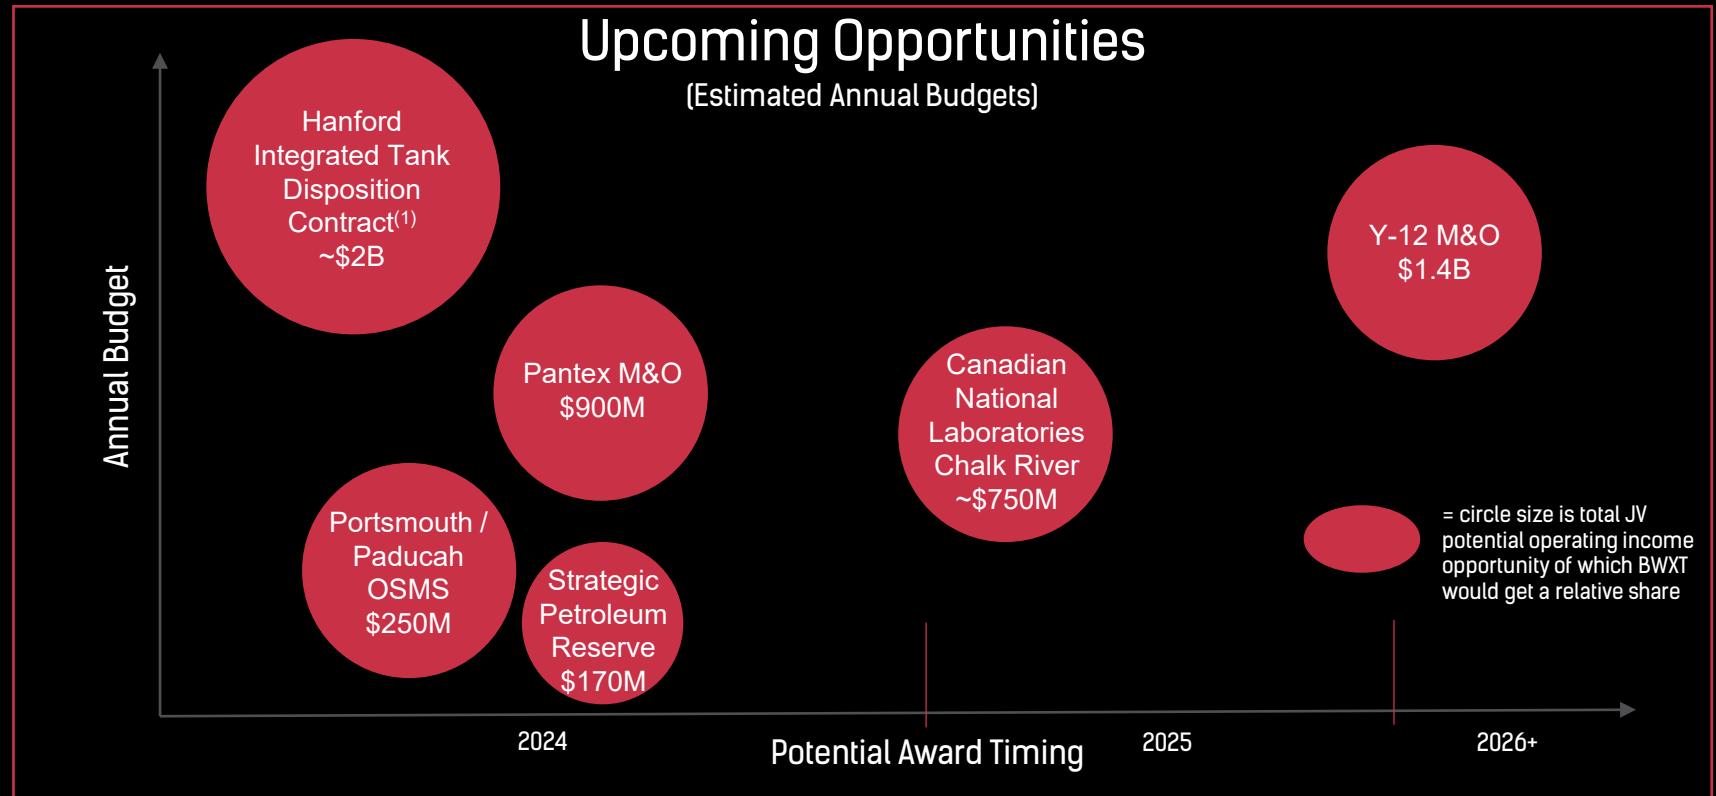 Upcoming Opportunities
(Estimated Annual Budgets)
Annual Budget
Hanford
Integrated Tank
Disposition
Contract(1)
~$2B
Pantex M&O
$900M
Portsmouth /
Paducah
OSMS
$250M
Strategic
Petroleum
Reserve
$170M
Canadian
National
Laboratories
Chalk River
~$750M
Y-12 M&O
$1.4B
= circle size is total JV
potential operating income
opportunity of which BWXT
would get a relative share
2024
Potential Award Timing
2025
2026+